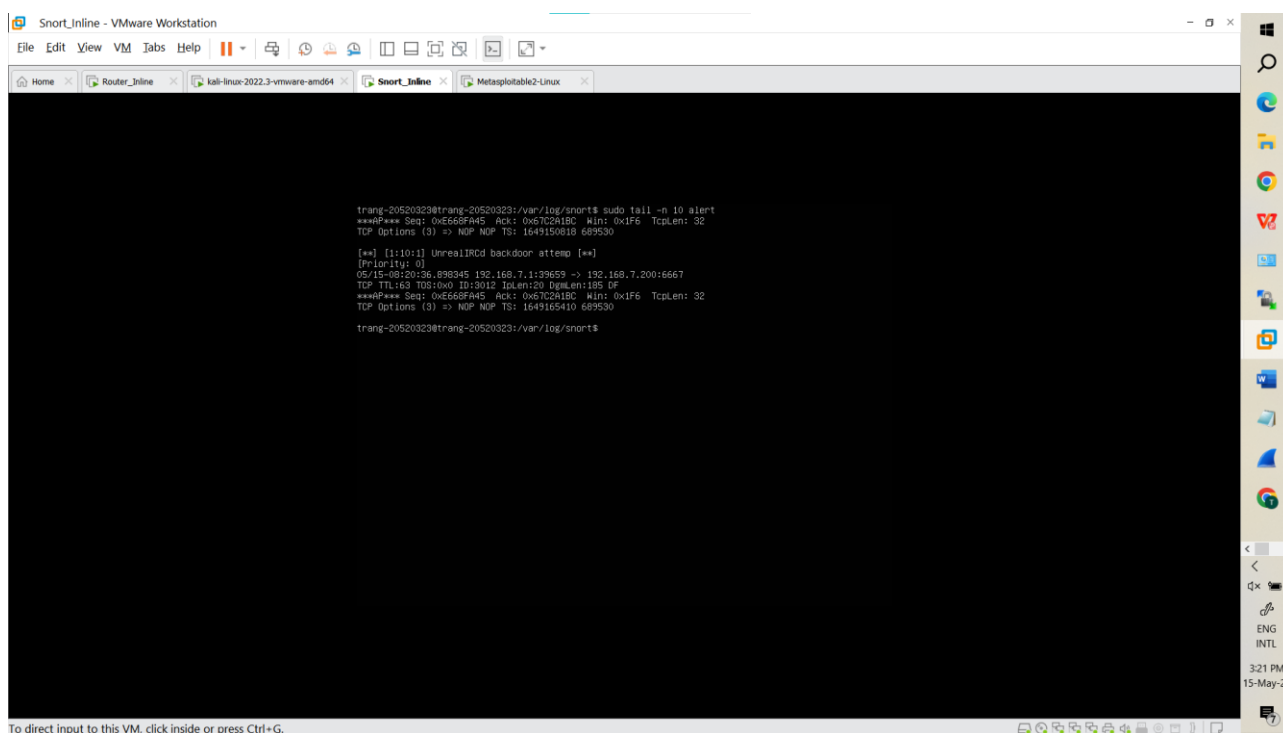 Snort_Inline - VMware Workstation
File Edit View VM Tabs Help
Home Router_Inline kali-linux-2022.3-vmware-amd64 Snort_Inline Metasploitable2-Linux
trang-20520323@trang-20520323:/var/log/snort$ sudo tail -n 10 alert
***AP*** Seq: 0xE668FA45 Ack: 0x67C2A1BC Win: 0x1F6 TcpLen: 32
TCP Options (3) => NOP NOP TS: 1649150818 689530
[**] [1:10:1] UnrealIRCd backdoor attemp [**]
[Priority: 0]
05/15-08:20:36.898345 192.168.7.1:39659 -> 192.168.7.200:6667
TCP TTL:63 TOS:0x0 ID:3012 IpLen:20 DgmLen:185 DF
***AP*** Seq: 0xE668FA45 Ack: 0x67C2A1BC Win: 0x1F6 TcpLen: 32
TCP Options (3) => NOP NOP TS: 1649165410 689530
trang-20520323@trang-20520323:/var/log/snort$
ENG
INTL
3:21 PM
15-May-2
7
To direct input to this VM, click inside or press Ctrl+G.